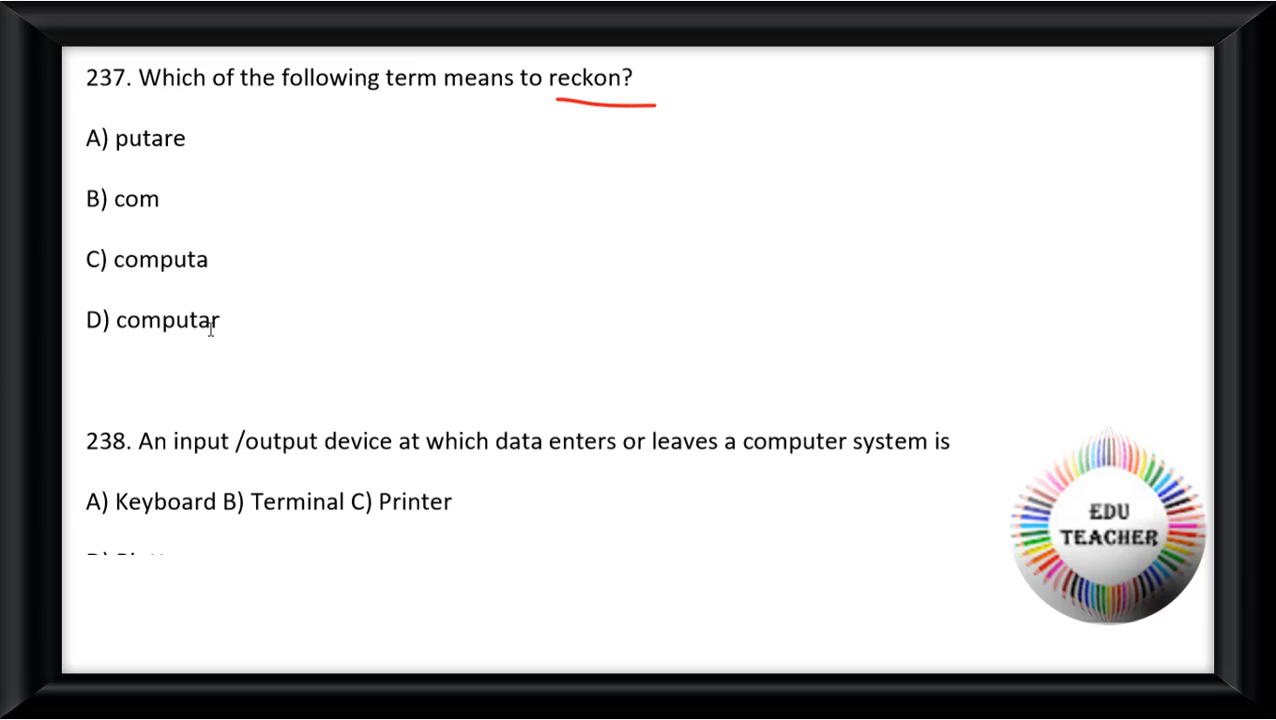 237. Which of the following term means to reckon?
A) putare
B) com
C) computa
D) computar
238. An input /output device at which data enters or leaves a computer system is
A) Keyboard B) Terminal C) Printer
EDU
TEACHER